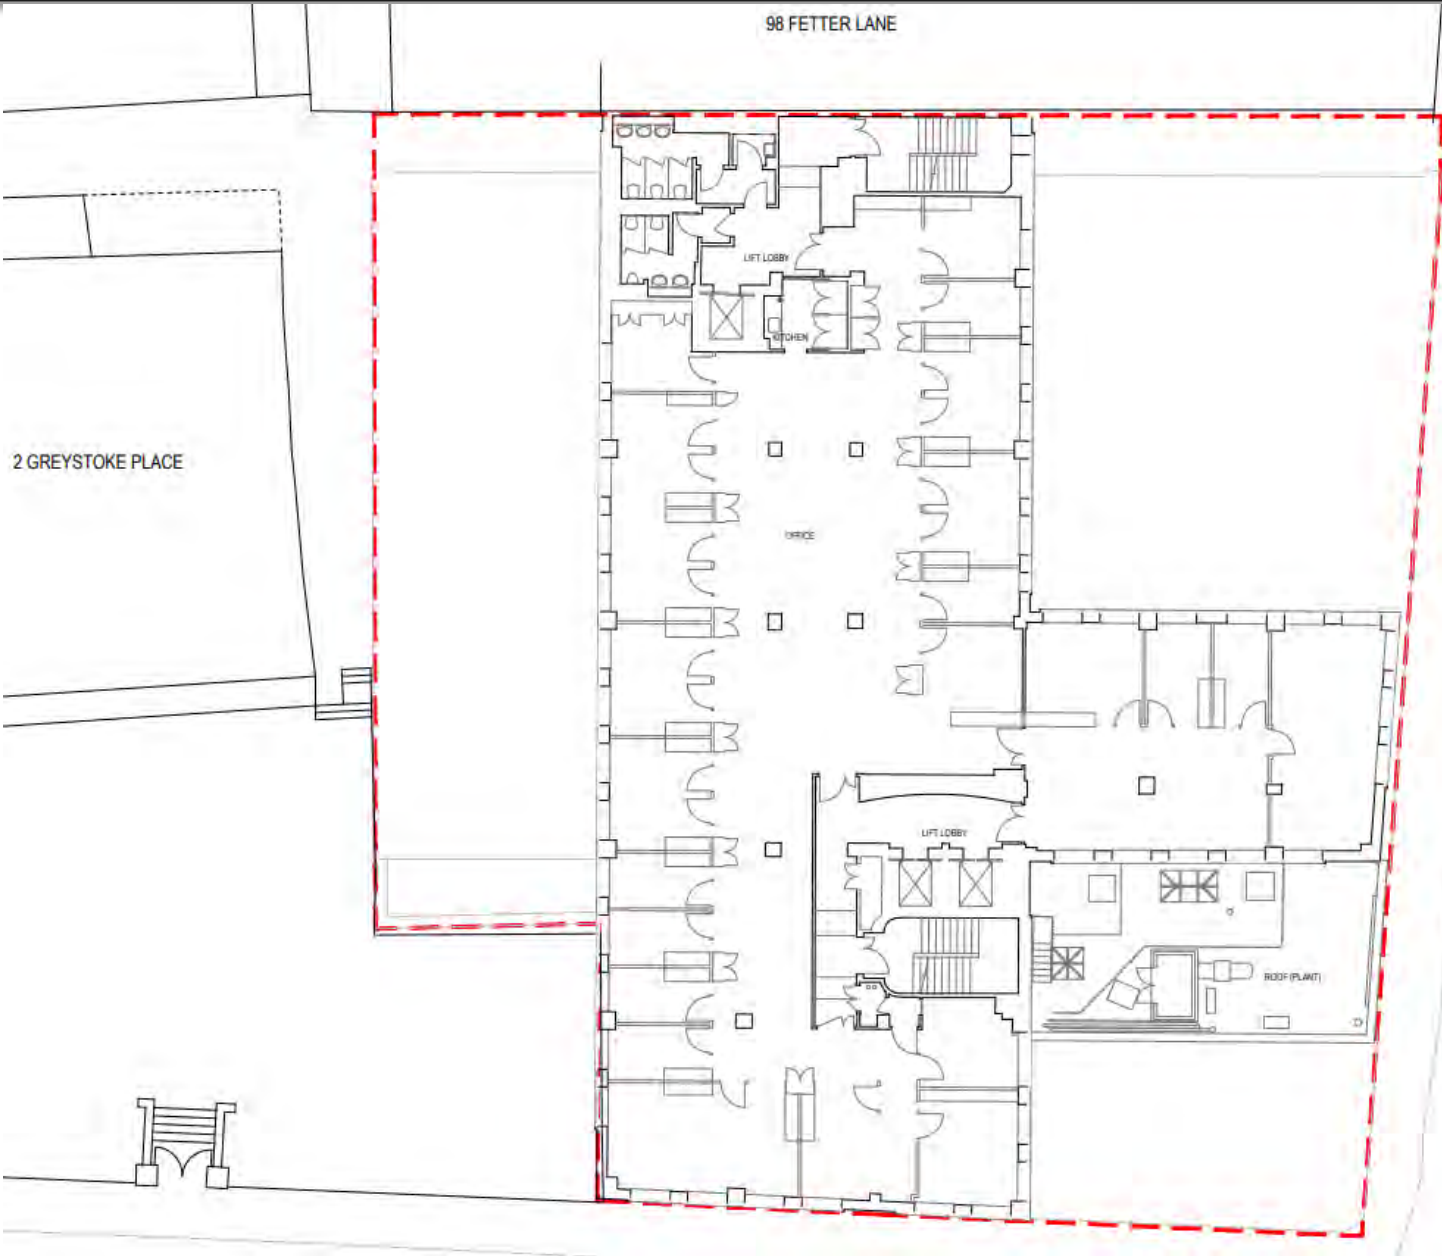 98 FETTER LANE
LIFT LOBBY
KITCHEN
2 GREYSTOKE PLACE
OFFICE
LIFT LOBBY
ROOF (PLANT)